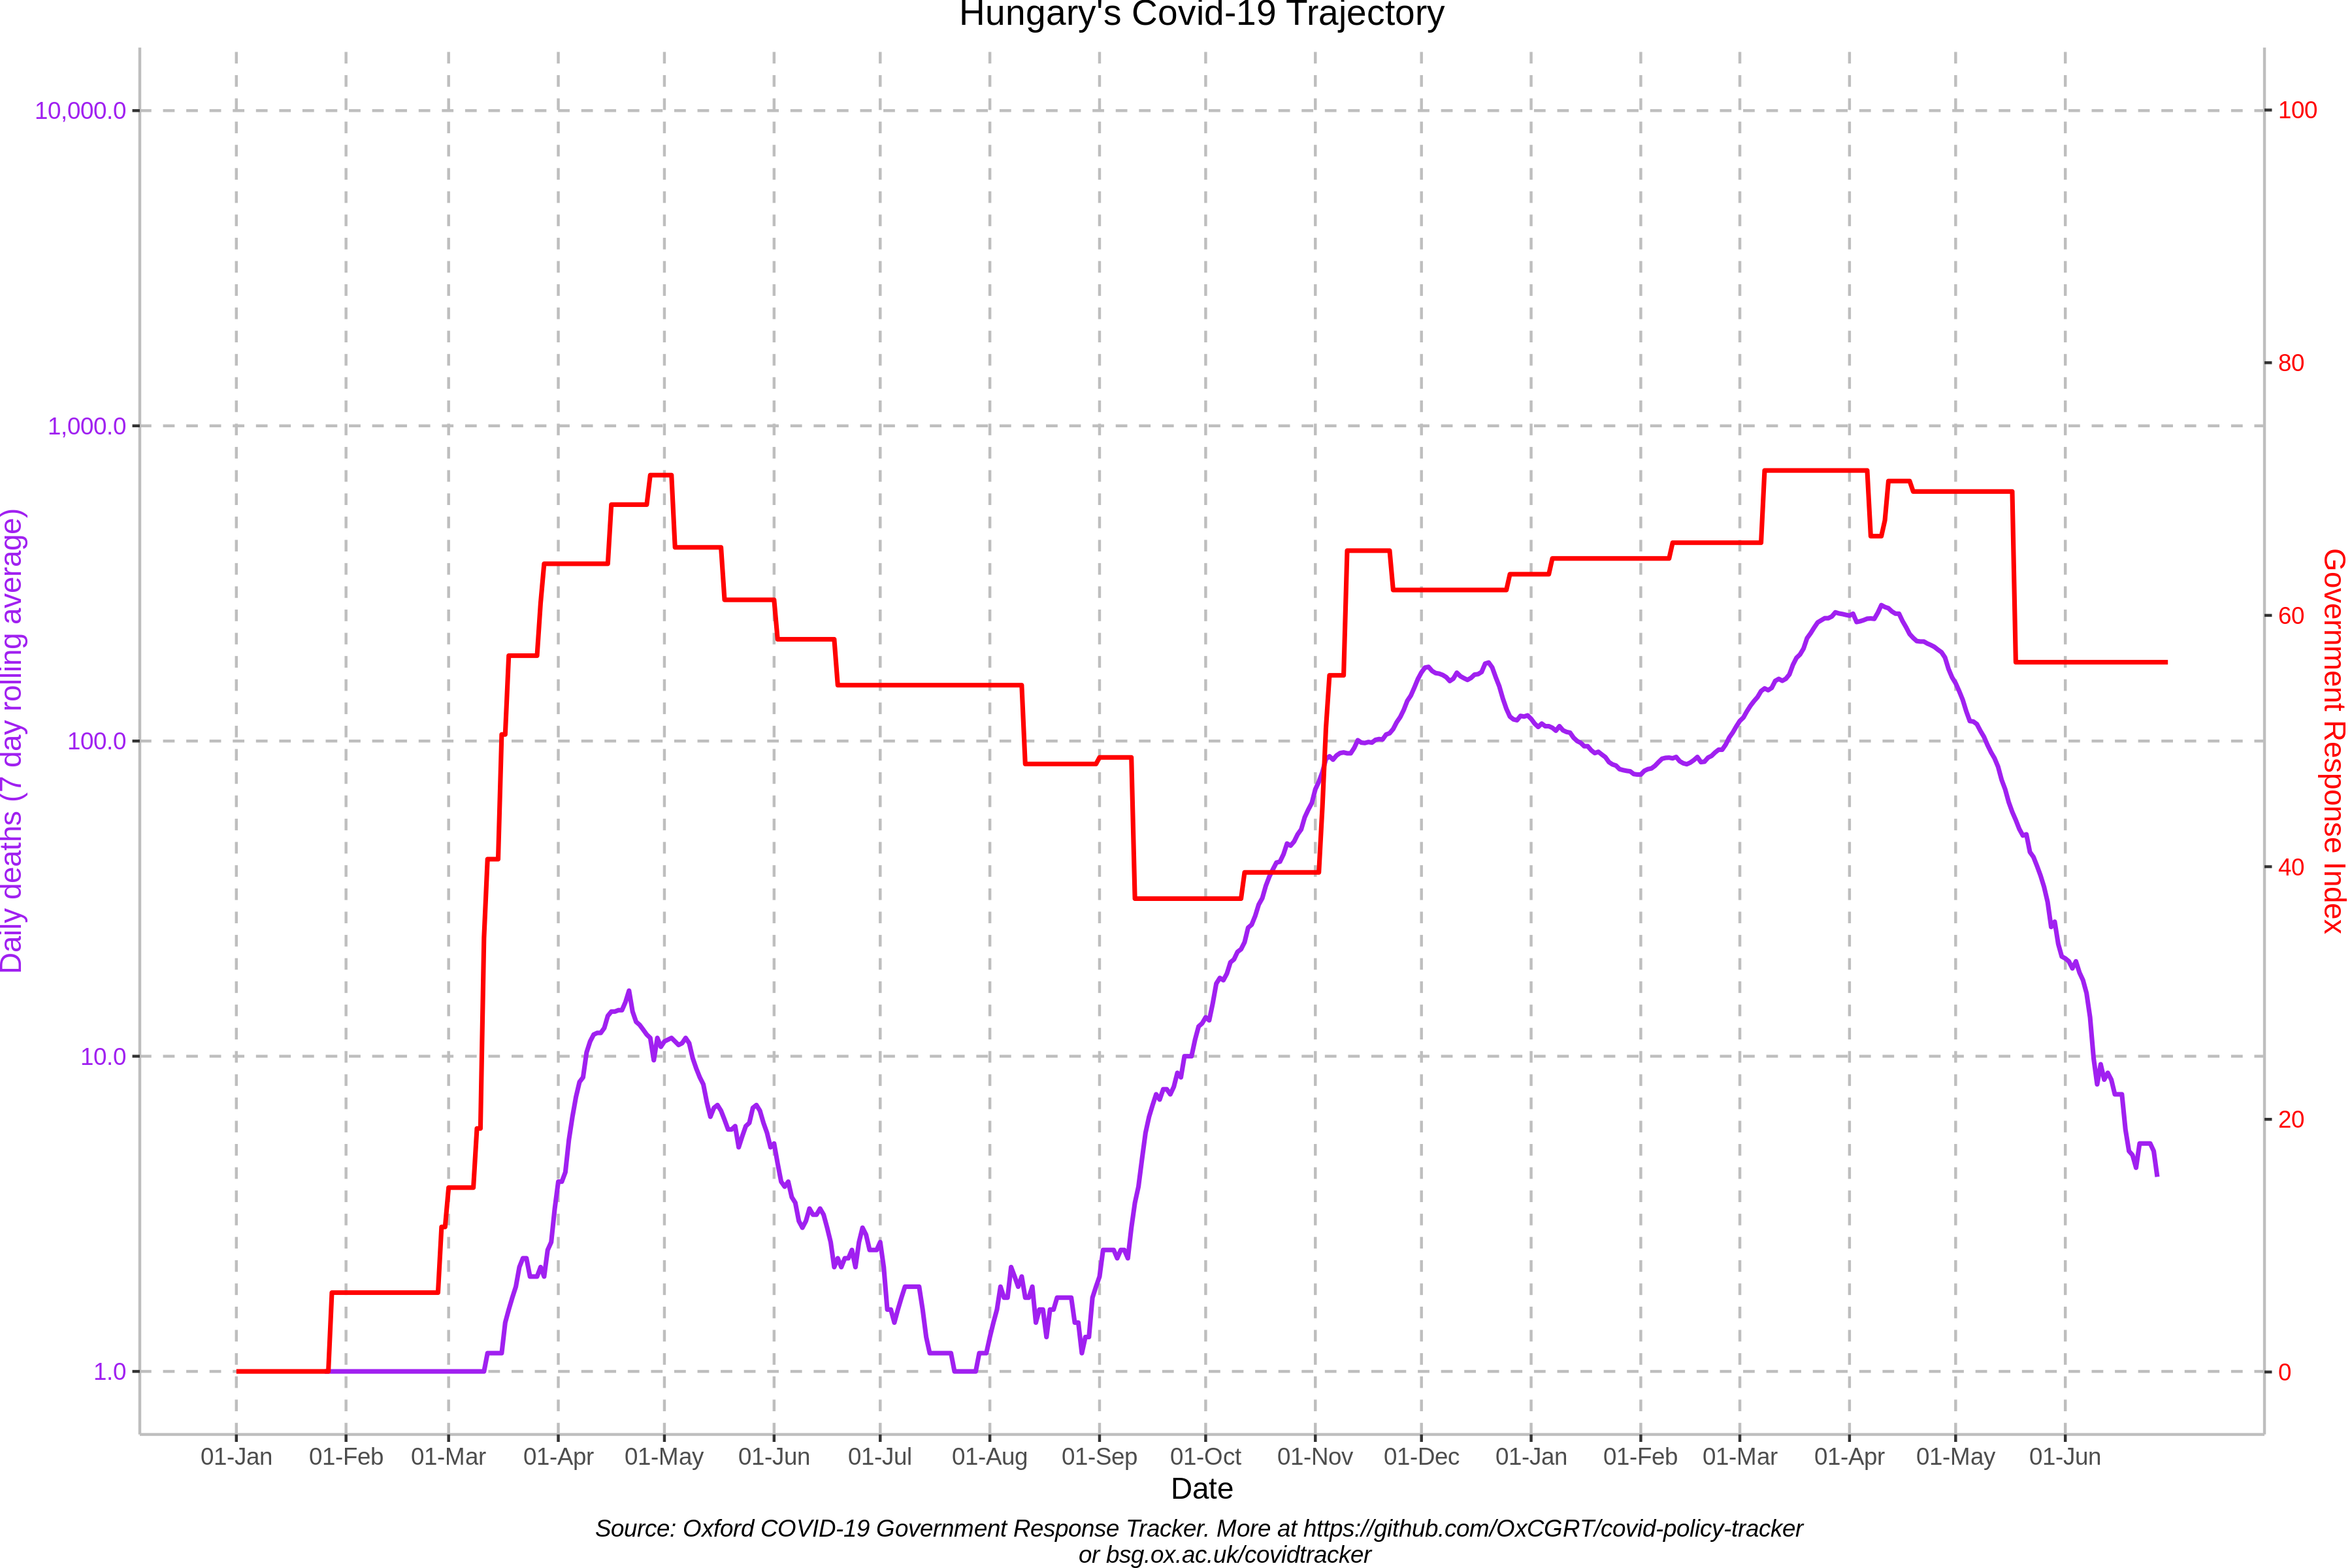 Hungary's Covid-19 Trajectory
10,000.0
1,000.0
100.0
10.0
1.0
Daily deaths (7 day rolling average)
100
80
60
40
20
0
Government Response Index
01-Jan 01-Feb 01-Mar 01-Apr 01-May 01-Jun 01-Jul 01-Aug 01-Sep 01-Oct 01-Nov 01-Dec 01-Jan 01-Feb 01-Mar 01-Apr 01-May 01-Jun
Date
Source: Oxford COVID-19 Government Response Tracker. More at https://github.com/OxCGRT/covid-policy-tracker
or bsg.ox.ac.uk/covidtracker